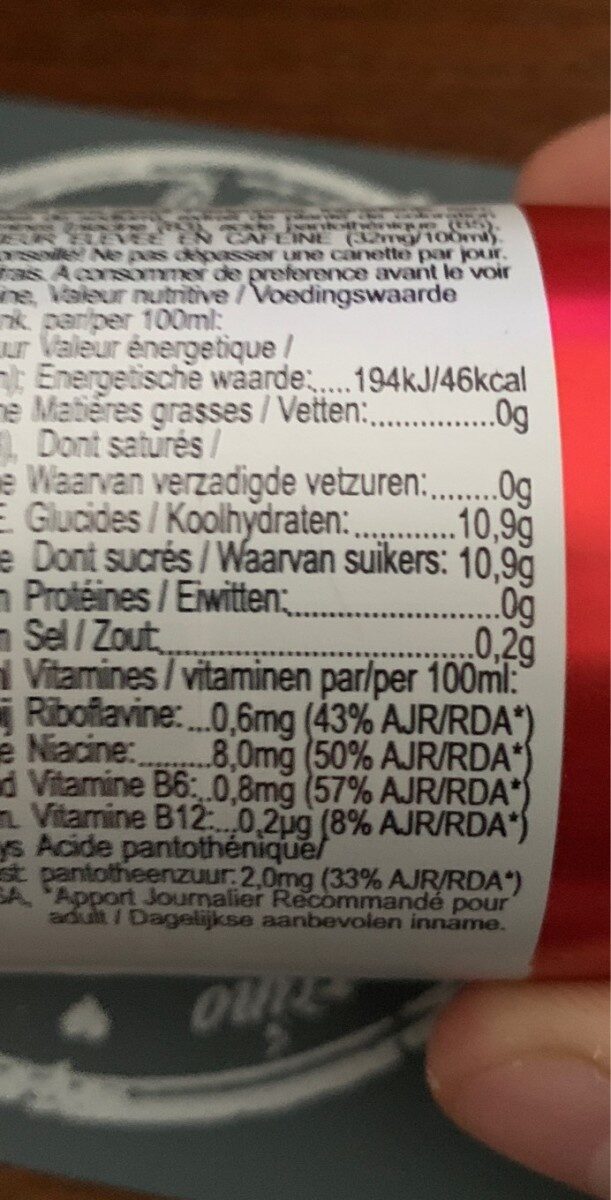 ELEVEE EN CAFEINE (32mg/100ml).
Ne pas dépasser une canette par jour.
A consommer de preference avant le voir
Valeur nutritive / Voedingswaarde
par/per 100ml:
Valeur énergetique /
Energetische waarde:.....194kJ/46kcal
Matières grasses / Vetten:................0g
Dont saturés /
e Waarvan verzadigde vetzuren:........0g
Glucides / Koolhydraten:.............10,9g
e Dont sucrés / Waarvan suikers: 10,9g
n Protéines / Eiwitten:..........................0g
n Sel / Zout:.....................................0,2g
Vitamines / vitaminen par/per 100ml:
Riboflavine:...0,6mg (43% AJR/RDA*)
e Niacine:.........8,0mg (50% AJR/RDA*)
d Vitamine B6:..0,8mg (57% AJR/RDA*)
Vitamine B12:...0,2µg (8% AJR/RDA*)
ys Acide pantothénique/
st pantotheenzuur: 2,0mg (33% AJR/RDA*)
*Apport Journalier Recommandé pour
adult / Dagelijkse aanbevolen inname.